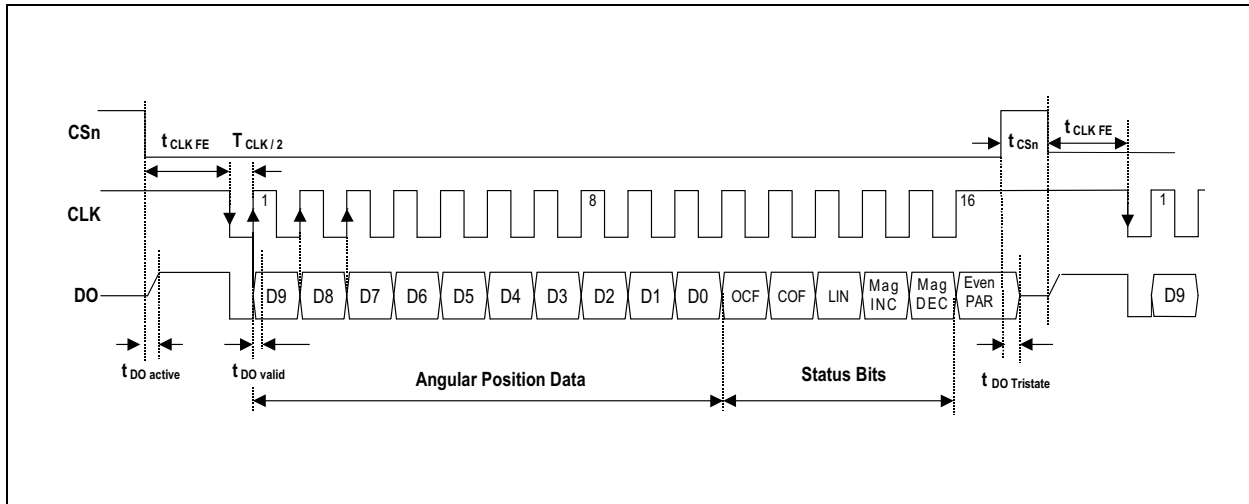 CSn
t CLK FE
T CLK / 2
t CSn
t CLK FE
CLK
1
8
16
1
DO
D9
D8
D7
D6
D5
D4
D3
D2
D1
D0
OCF
COF
LIN
Mag
INC
Mag
DEC
Even
PAR
D9
t DO active
t DO valid
Angular Position Data
Status Bits
t DO Tristate